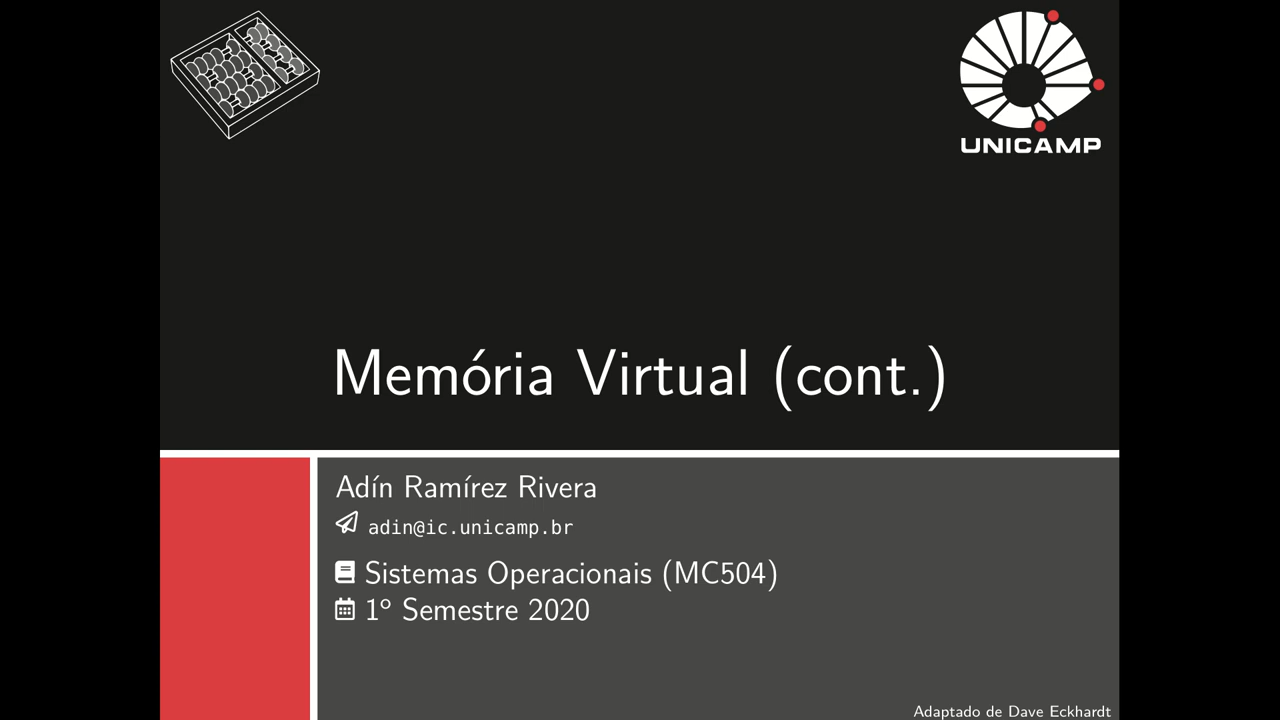 UNICAMP
Memória Virtual (cont.)
Adín Ramírez Rivera
adin@ic.unicamp.br
Sistemas Operacionais (MC504)
1º Semestre 2020
Adaptado de Dave Eckhardt